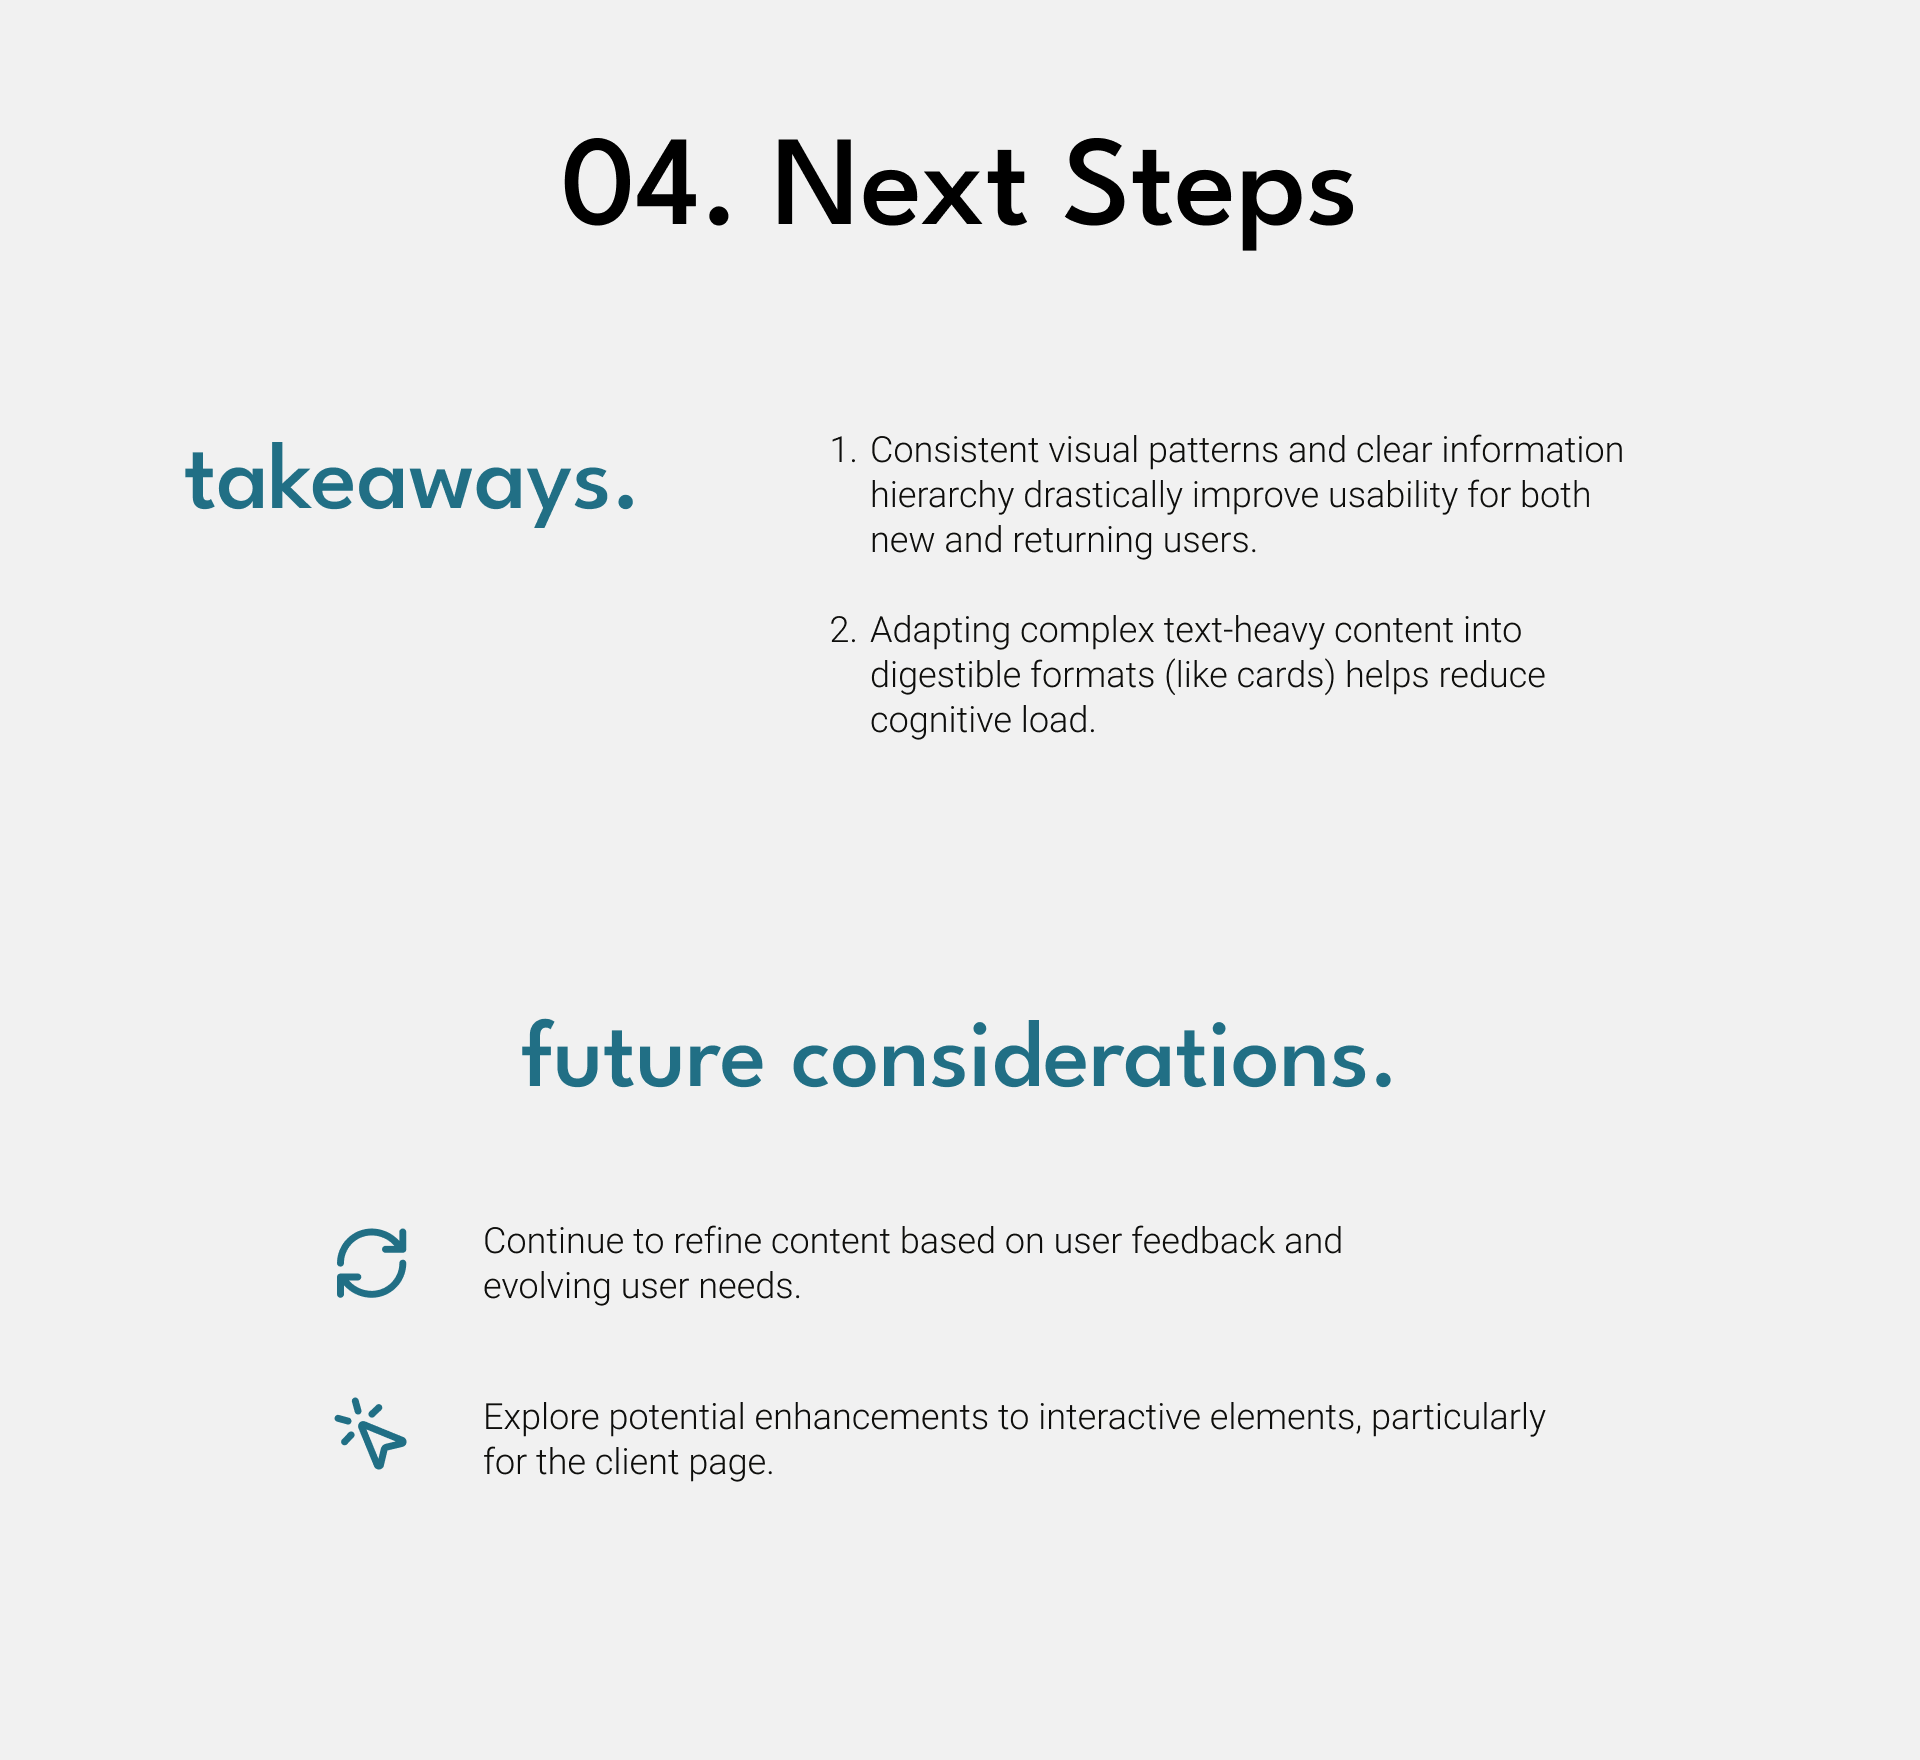 04. Next Steps
takeaways.
1. Consistent visual patterns and clear information
hierarchy drastically improve usability for both
new and returning users.
2. Adapting complex text-heavy content into
digestible formats (like cards) helps reduce
cognitive load.
future considerations.
Continue to refine content based on user feedback and
evolving user needs.
Explore potential enhancements to interactive elements, particularly
for the client page.